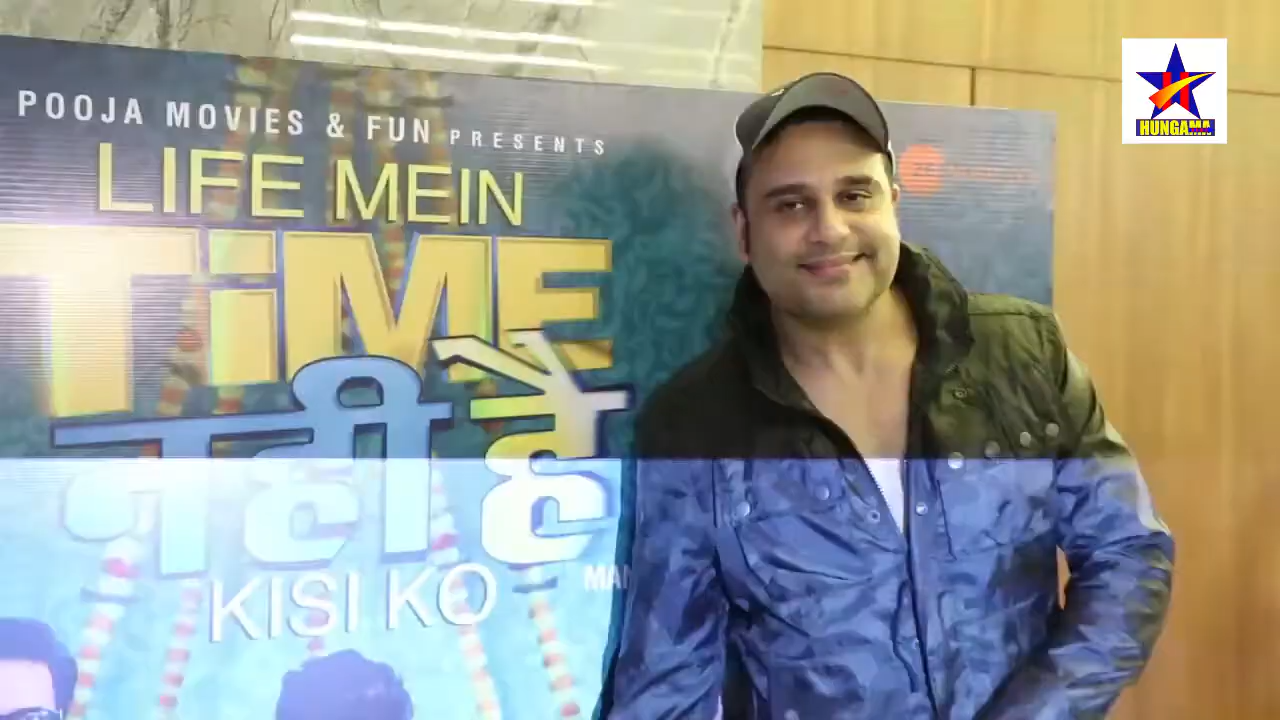 POOJA MOVIES & FUN PRESENTS
LIFE MEIN
TiME
नहीं है
KISI KO
HUNGAMA